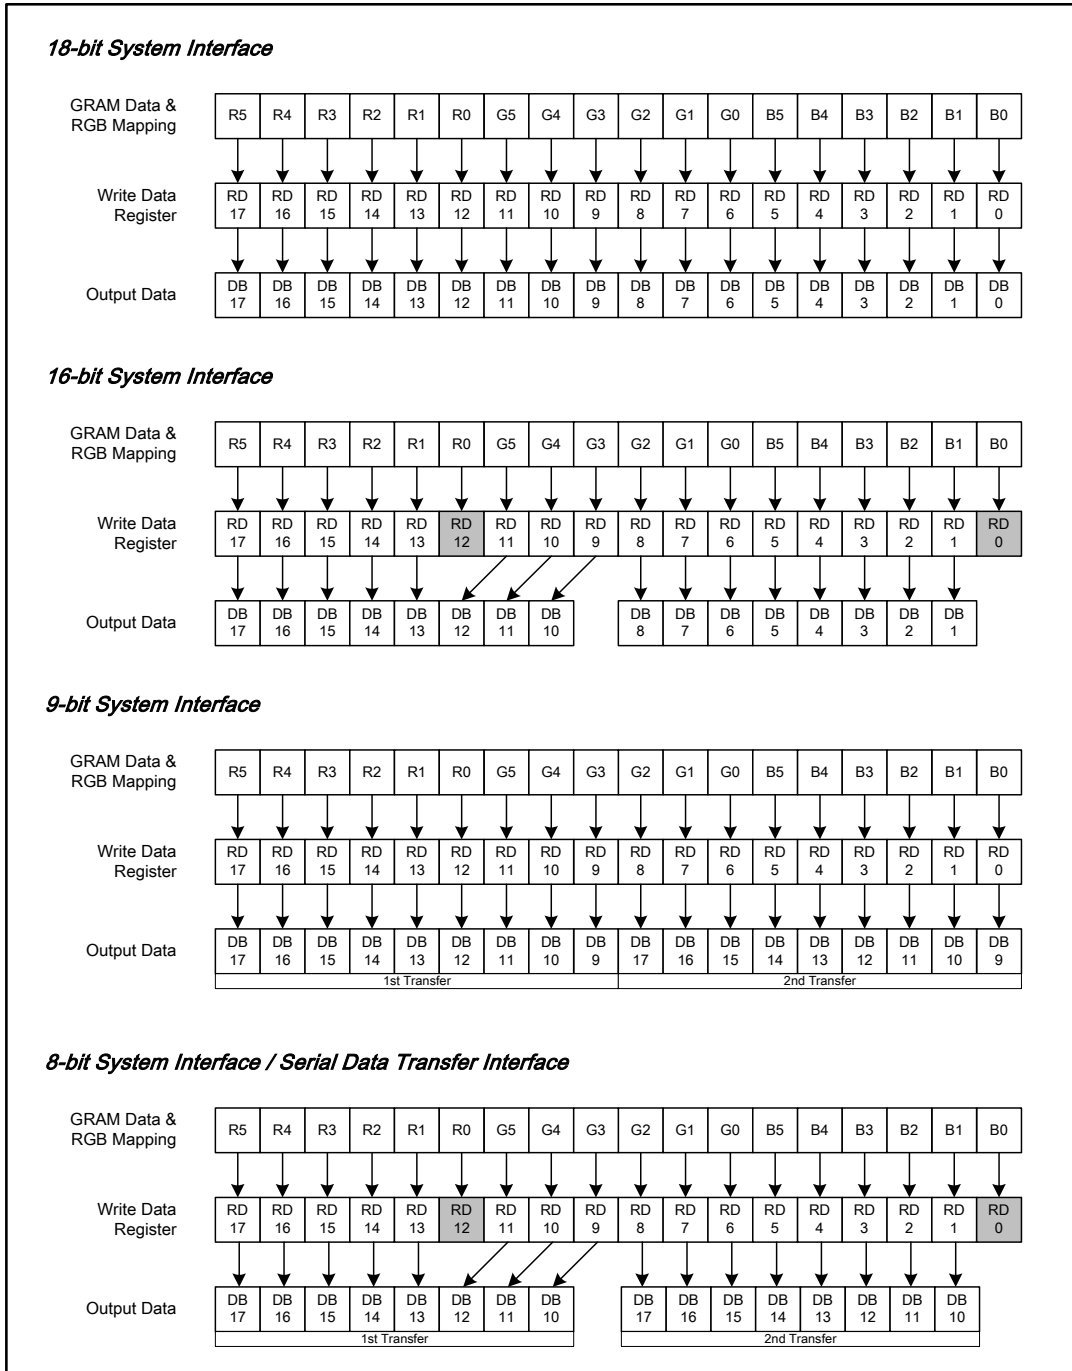 18-bit System Interface
GRAM Data &
RGB Mapping
R5 R4 R3 R2 R1 R0 G5 G4 G3 G2 G1 G0 B5 B4 B3 B2 B1 B0
Write Data
Register
RD RD RD RD RD RD RD RD RD RD RD RD RD RD RD RD RD RD
17 16 15 14 13 12 11 10 9 8 7 6 5 4 3 2 1 0
Output Data
DB DB DB DB DB DB DB DB DB DB DB DB DB DB DB DB DB DB
17 16 15 14 13 12 11 10 9 8 7 6 5 4 3 2 1 0
16-bit System Interface
GRAM Data &
RGB Mapping
R5 R4 R3 R2 R1 R0 G5 G4 G3 G2 G1 G0 B5 B4 B3 B2 B1 B0
Write Data
Register
RD RD RD RD RD RD RD RD RD RD RD RD RD RD RD RD RD RD
17 16 15 14 13 12 11 10 9 8 7 6 5 4 3 2 1 0
Output Data
DB DB DB DB DB DB DB DB DB DB DB DB DB DB DB DB
17 16 15 14 13 12 11 10 8 7 6 5 4 3 2 1
9-bit System Interface
GRAM Data &
RGB Mapping
R5 R4 R3 R2 R1 R0 G5 G4 G3 G2 G1 G0 B5 B4 B3 B2 B1 B0
Write Data
Register
RD RD RD RD RD RD RD RD RD RD RD RD RD RD RD RD RD RD
17 16 15 14 13 12 11 10 9 8 7 6 5 4 3 2 1 0
Output Data
DB DB DB DB DB DB DB DB DB DB DB DB DB DB DB DB DB DB
17 16 15 14 13 12 11 10 9 17 16 15 14 13 12 11 10 9
1st Transfer 2nd Transfer
8-bit System Interface / Serial Data Transfer Interface
GRAM Data &
RGB Mapping
R5 R4 R3 R2 R1 R0 G5 G4 G3 G2 G1 G0 B5 B4 B3 B2 B1 B0
Write Data
Register
RD RD RD RD RD RD RD RD RD RD RD RD RD RD RD RD RD RD
17 16 15 14 13 12 11 10 9 8 7 6 5 4 3 2 1 0
Output Data
DB DB DB DB DB DB DB DB DB DB DB DB DB DB DB DB
17 16 15 14 13 12 11 10 17 16 15 14 13 12 11 10
1st Transfer 2nd Transfer